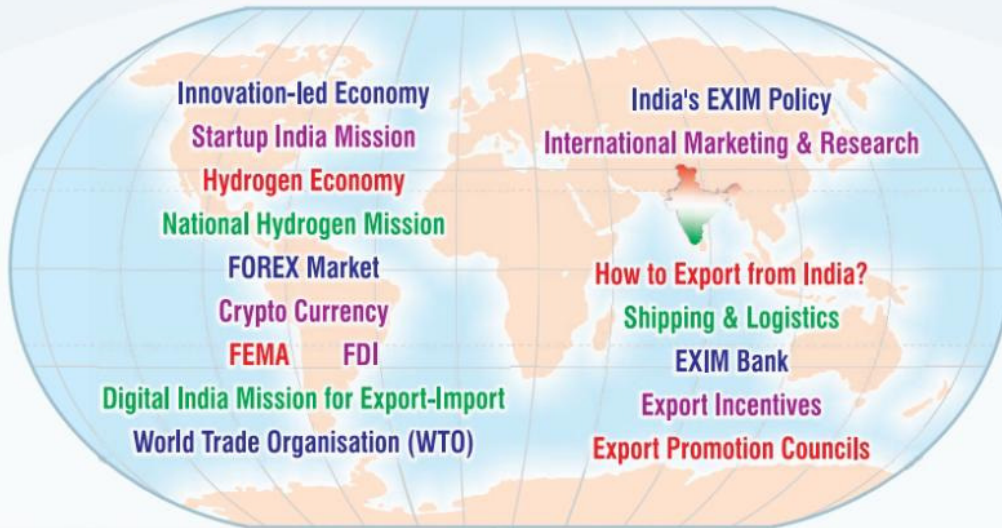 Innovation-led Economy
Startup India Mission
Hydrogen Economy
National Hydrogen Mission
FOREX Market
Crypto Currency
FEMA FDI
Digital India Mission for Export-Import
World Trade Organisation (WTO)
India's EXIM Policy
International Marketing & Research
How to Export from India?
Shipping & Logistics
EXIM Bank
Export Incentives
Export Promotion Councils